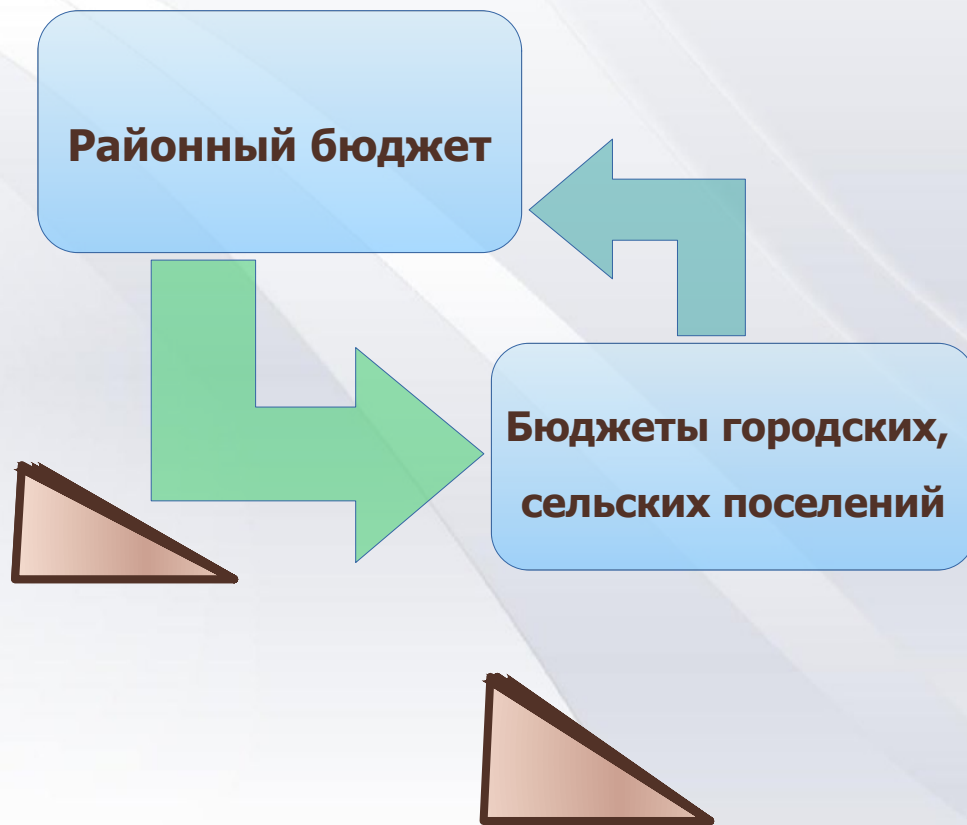 Районный бюджет
Бюджеты городских,
сельских поселений